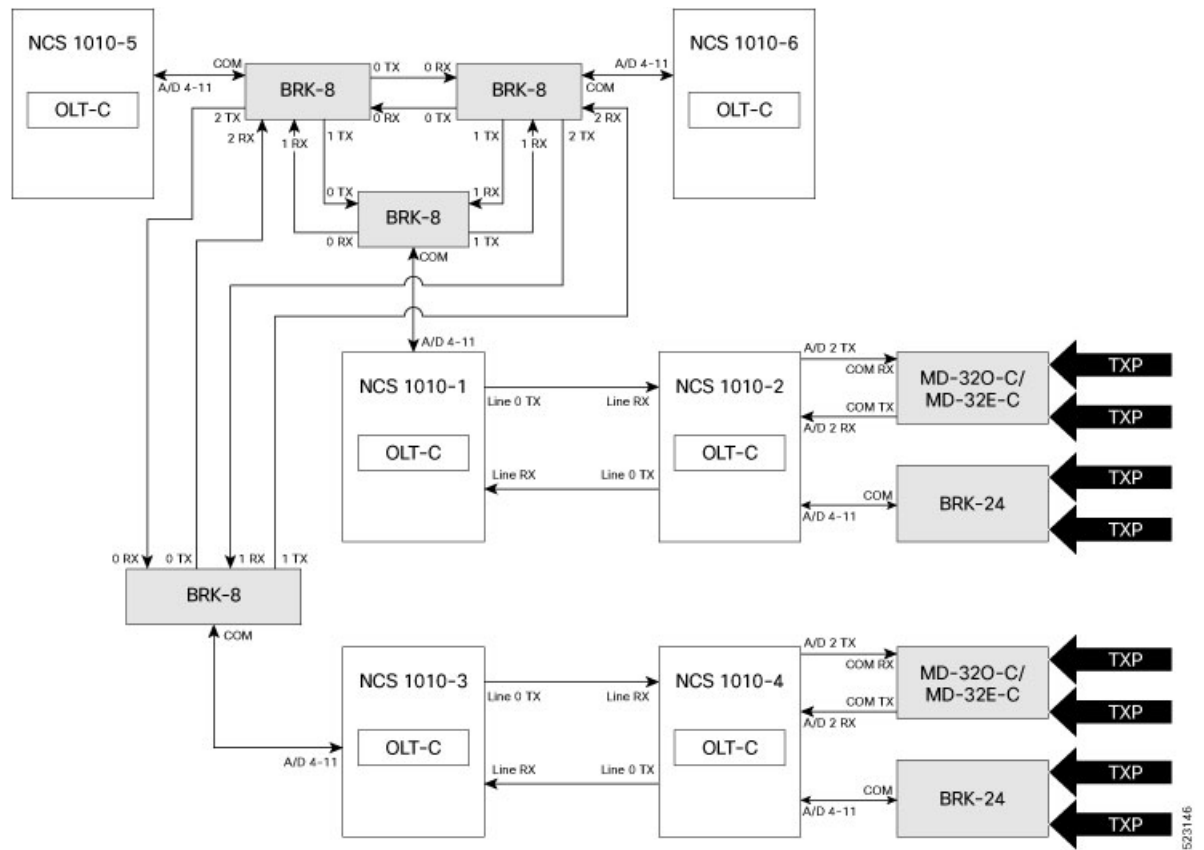 NCS 1010-5
OLT-C
COM
A/D 4-11
BRK-8
0 TX
0 RX
0 RX
0 TX
BRK-8
A/D 4-11
COM
NCS 1010-6
OLT-C
2 TX
2 RX
1 RX
1 TX
1 TX
1 RX
2 TX
2 RX
0 TX
1 RX
BRK-8
0 RX
1 TX
COM
A/D 4-11
NCS 1010-1
OLT-C
Line 0 TX
Line RX
Line RX
Line 0 TX
NCS 1010-2
OLT-C
A/D 2 TX
COM RX
COM TX
A/D 2 RX
MD-32O-C/
MD-32E-C
TXP
TXP
COM
A/D 4-11
BRK-24
TXP
TXP
0 RX
0 TX
1 RX
1 TX
BRK-8
COM
A/D 4-11
NCS 1010-3
OLT-C
Line 0 TX
Line RX
Line RX
Line 0 TX
NCS 1010-4
OLT-C
A/D 2 TX
COM RX
COM TX
A/D 2 RX
MD-32O-C/
MD-32E-C
TXP
TXP
COM
A/D 4-11
BRK-24
TXP
TXP
523146